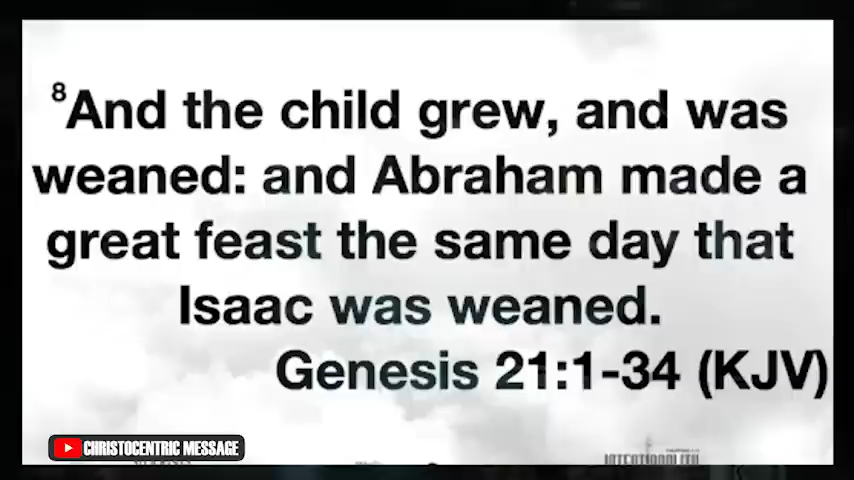 8And the child grew, and was
weaned: and Abraham made a
great feast the same day that
Isaac was weaned.
Genesis 21:1-34 (KJV)
CHRISTOCENTRIC MESSAGE